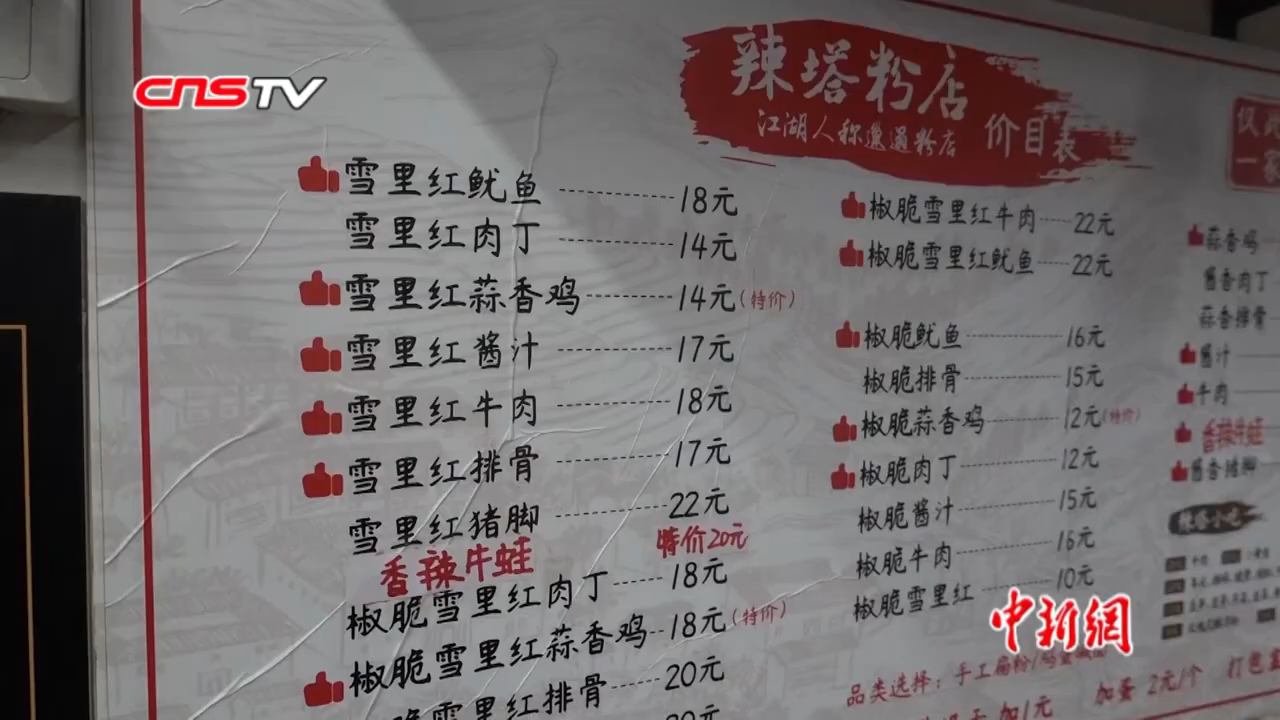 CNSTV
辣塔粉店
江湖人称邋遢粉店 价目表
雪里红鱿鱼 18元
雪里红肉丁 14元
雪里红蒜香鸡 14元(特价)
雪里红酱汁 17元
雪里红牛肉 18元
雪里红排骨 17元
雪里红猪脚 22元
香辣牛蛙 特价20元
椒脆雪里红肉丁 18元
椒脆雪里红蒜香鸡 18元(特价)
椒脆雪里红排骨 20元
椒脆雪里红牛肉 22元
椒脆雪里红鱿鱼 22元
椒脆鱿鱼 16元
椒脆排骨 15元
椒脆蒜香鸡 12元(特价)
椒脆肉丁 12元
椒脆酱汁 15元
椒脆牛肉 16元
椒脆雪里红 10元
品类选择：手工扁粉/
加1元 加蛋 2元/个 打包
一家
蒜香鸡
酱香肉丁
蒜香排骨
酱汁
牛肉
香辣牛蛙
酱香猪脚
辣塔小吃
中新網